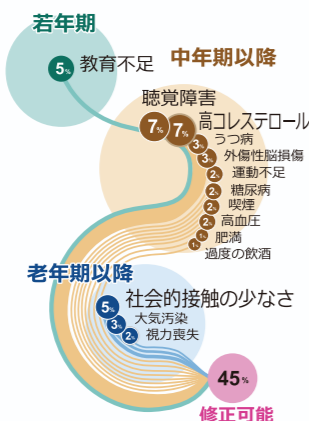 若年期
5%
教育不足
中年期以降
聴覚障害
7%
7%
高コレステロール
3%
うつ病
3%
外傷性脳損傷
2%
運動不足
2%
糖尿病
2%
喫煙
2%
高血圧
1%
肥満
1%
過度の飲酒
老年期以降
5%
社会的接触の少なさ
3%
大気汚染
2%
視力喪失
45%
修正可能